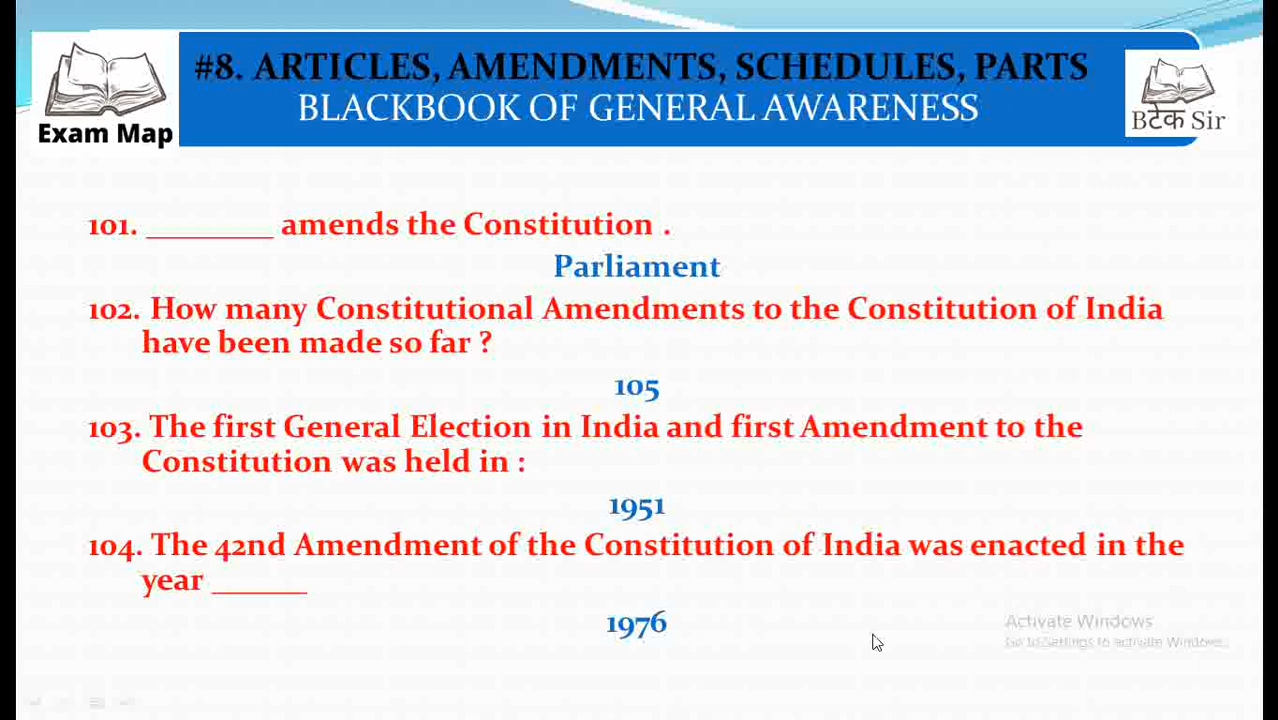 #8. ARTICLES, AMENDMENTS, SCHEDULES, PARTS
BLACKBOOK OF GENERAL AWARENESS
Exam Map
Bटेक Sir
101. ________ amends the Constitution .
Parliament
102. How many Constitutional Amendments to the Constitution of India
have been made so far ?
105
103. The first General Election in India and first Amendment to the
Constitution was held in :
1951
104. The 42nd Amendment of the Constitution of India was enacted in the
year ______
1976
Activate Windows
Go to Settings to activate Windows.